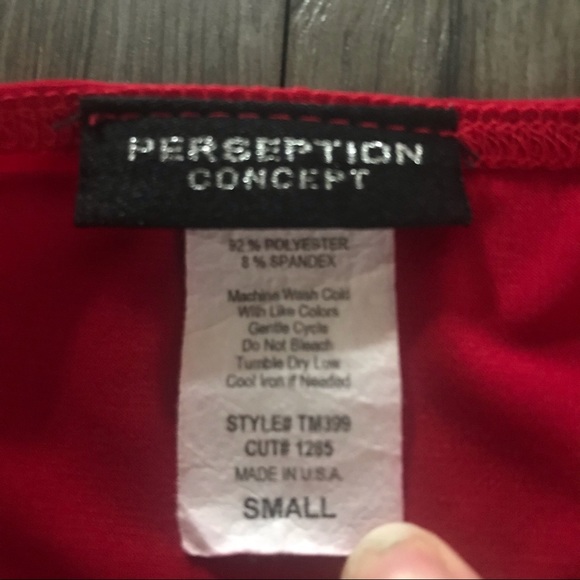 PERSEPTION
CONCEPT
92 % POLYESTER
8 % SPANDEX
Machine Wash Cold
With Like Colors
Gentle Cycle
Do Not Bleach
Tumble Dry Low
Cool Iron if Needed
STYLE# TM399
CUT# 1285
MADE IN U.S.A.
SMALL